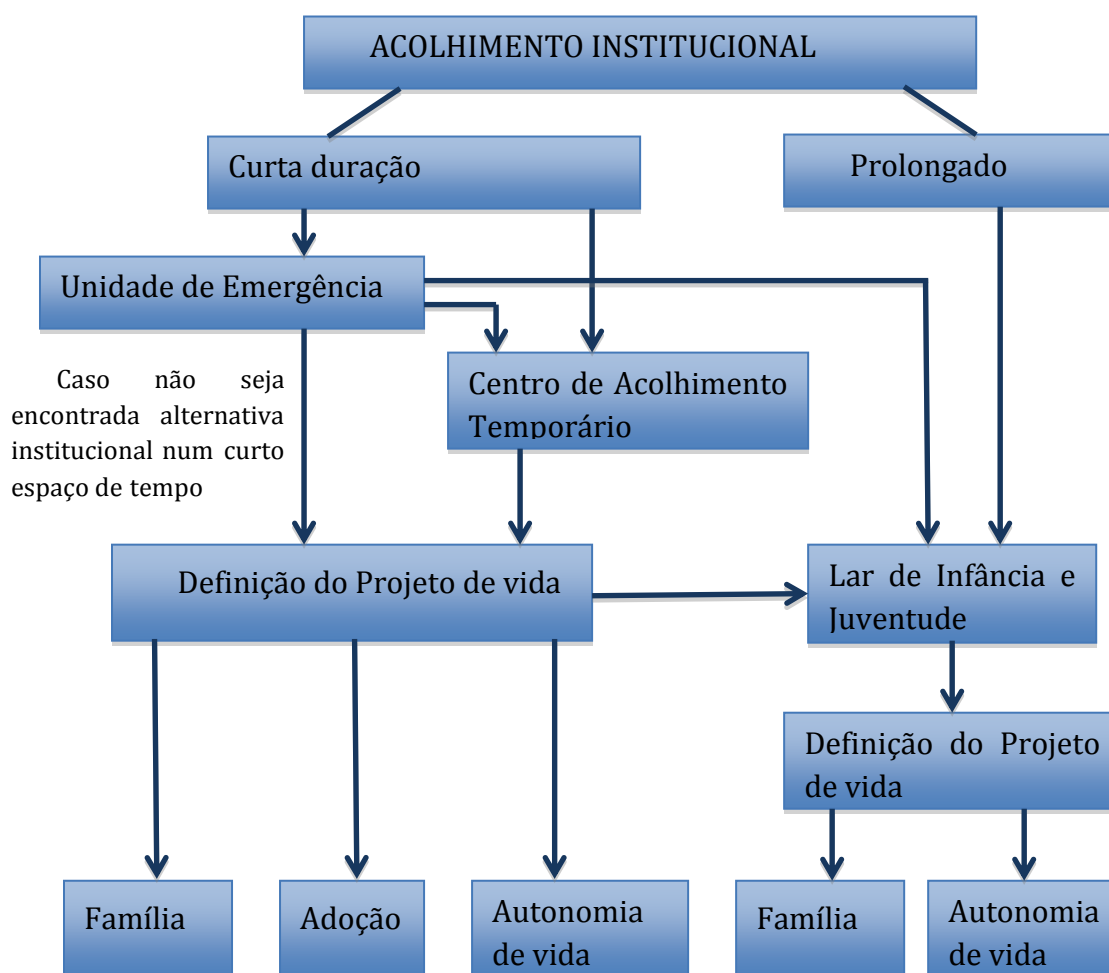 ACOLHIMENTO INSTITUCIONAL
Curta duração
Prolongado
Unidade de Emergência
Caso não seja
encontrada alternativa
institucional num curto
espaço de tempo
Centro de Acolhimento
Temporário
Definição do Projeto de vida
Lar de Infância e
Juventude
Definição do Projeto
de vida
Família
Adoção
Autonomia
de vida
Família
Autonomia
de vida